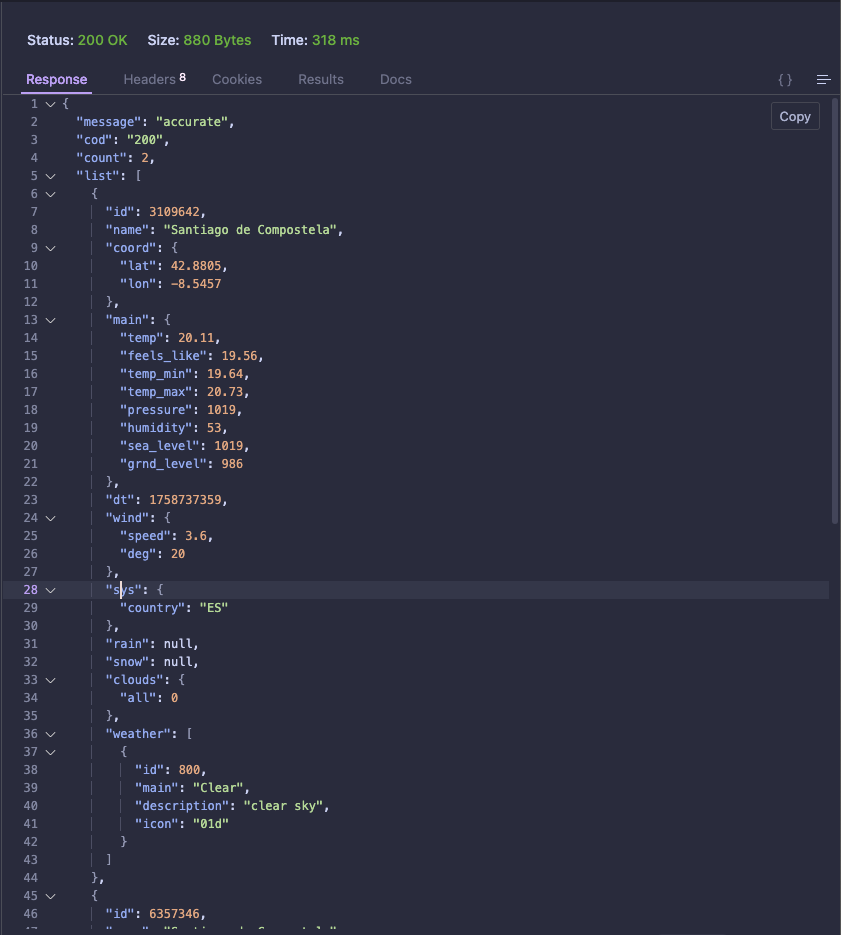 Status: 200 OK Size: 880 Bytes Time: 318 ms
Response Headers 8 Cookies Results Docs { }
Copy
1 {
2 "message": "accurate",
3 "cod": "200",
4 "count": 2,
5 "list": [
6 {
7 "id": 3109642,
8 "name": "Santiago de Compostela",
9 "coord": {
10 "lat": 42.8805,
11 "lon": -8.5457
12 },
13 "main": {
14 "temp": 20.11,
15 "feels_like": 19.56,
16 "temp_min": 19.64,
17 "temp_max": 20.73,
18 "pressure": 1019,
19 "humidity": 53,
20 "sea_level": 1019,
21 "grnd_level": 986
22 },
23 "dt": 1758737359,
24 "wind": {
25 "speed": 3.6,
26 "deg": 20
27 },
28 "sys": {
29 "country": "ES"
30 },
31 "rain": null,
32 "snow": null,
33 "clouds": {
34 "all": 0
35 },
36 "weather": [
37 {
38 "id": 800,
39 "main": "Clear",
40 "description": "clear sky",
41 "icon": "01d"
42 }
43 ]
44 },
45 {
46 "id": 6357346,